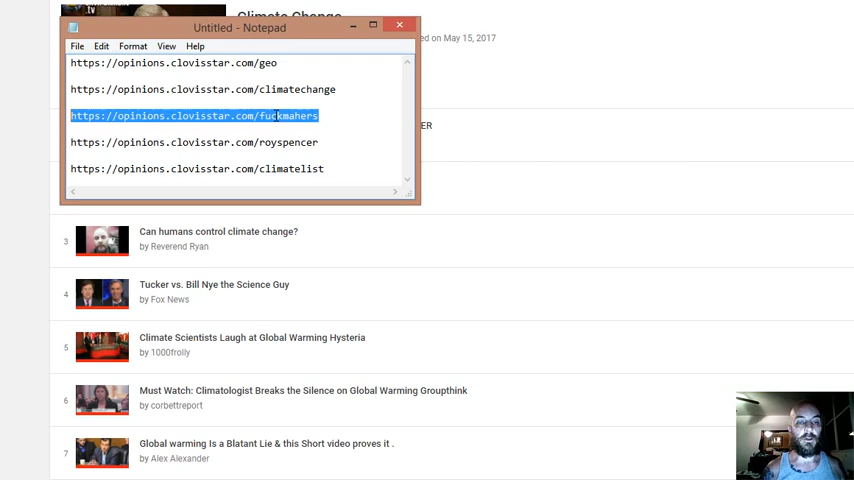 tv
Climate Change
Untitled - Notepad
ed on May 15, 2017
File Edit Format View Help
https://opinions.clovisstar.com/geo
https://opinions.clovisstar.com/climatechange
https://opinions.clovisstar.com/fuckmahers
ER
https://opinions.clovisstar.com/royspencer
https://opinions.clovisstar.com/climatelist
3
Can humans control climate change?
by Reverend Ryan
4
Tucker vs. Bill Nye the Science Guy
by Fox News
5
Climate Scientists Laugh at Global Warming Hysteria
by 1000frolly
6
Must Watch: Climatologist Breaks the Silence on Global Warming Groupthink
by corbettreport
7
Global warming Is a Blatant Lie & this Short video proves it .
by Alex Alexander